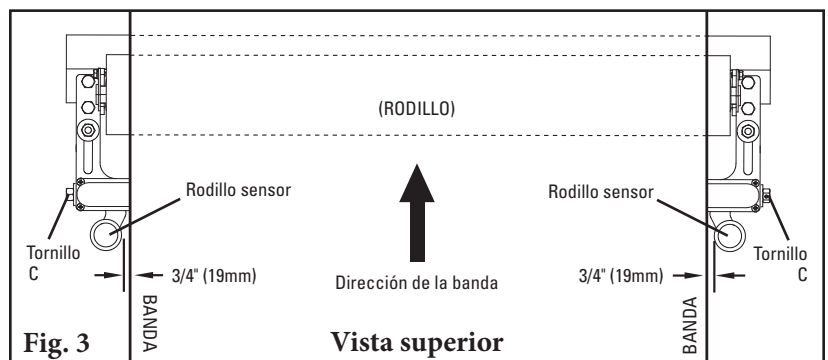 (RODILLO)
Rodillo sensor
Rodillo sensor
Tornillo
C
Tornillo
C
3/4" (19mm)
Dirección de la banda
3/4" (19mm)
BANDA
BANDA
Fig. 3
Vista superior